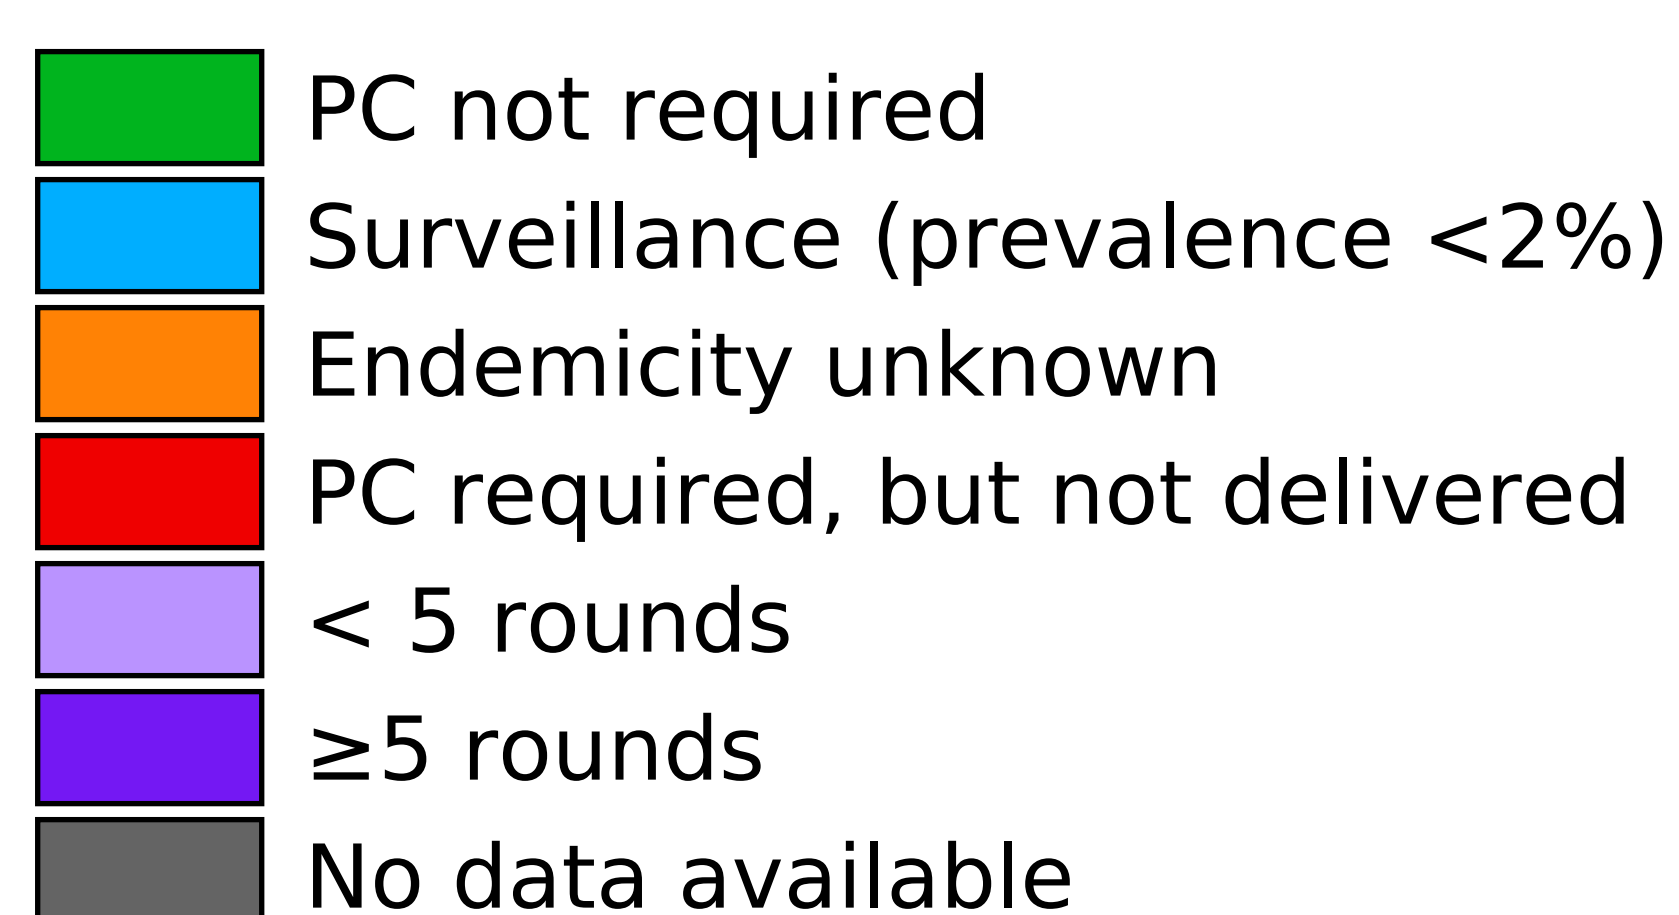 PC not required
Surveillance (prevalence <2%)
Endemicity unknown
PC required, but not delivered
< 5 rounds
≥5 rounds
No data available